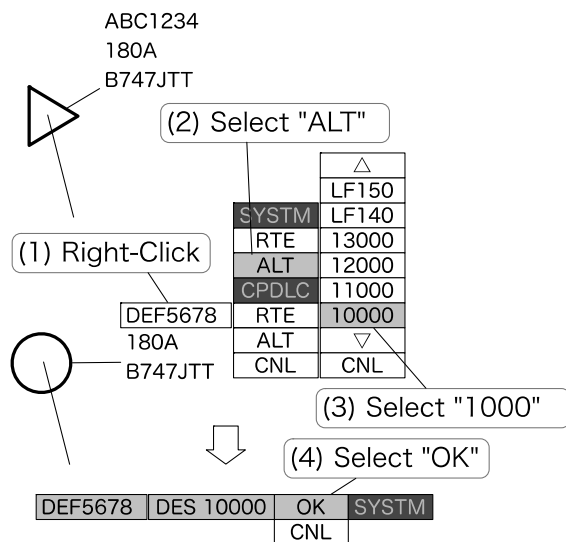 ABC1234
180A
B747JTT
(2) Select "ALT"
(1) Right-Click
SYSTM
RTE
ALT
CPDLC
RTE
ALT
CNL
△
LF150
LF140
13000
12000
11000
10000
▽
CNL
DEF5678
180A
B747JTT
(3) Select "1000"
(4) Select "OK"
DEF5678 DES 10000 OK SYSTM
CNL